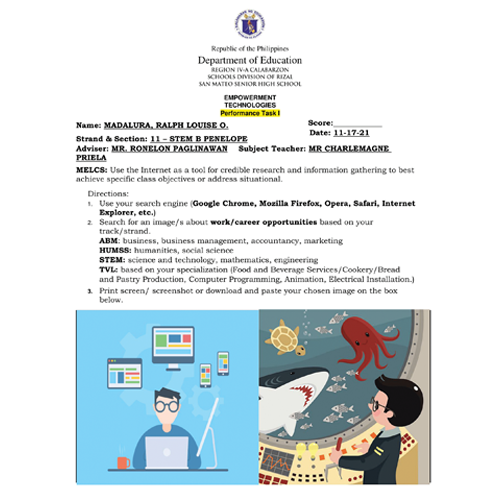 Republic of the Philippines
Department of Education
REGION IV-A CALABARZON
SCHOOLS DIVISION OF RIZAL
SAN MATEO SENIOR HIGH SCHOOL
EMPOWERMENT
TECHNOLOGIES
Performance Task I
Name: MADALURA, RALPH LOUISE O.
Score:___________
Date: 11-17-21
Strand & Section: 11 – STEM B PENELOPE
Adviser: MR. RONELON PAGLINAWAN Subject Teacher: MR CHARLEMAGNE
PRIELA
MELCS: Use the Internet as a tool for credible research and information gathering to best
achieve specific class objectives or address situational.
Directions:
1. Use your search engine (Google Chrome, Mozilla Firefox, Opera, Safari, Internet
Explorer, etc.)
2. Search for an image/s about work/career opportunities based on your
track/strand.
ABM: business, business management, accountancy, marketing
HUMSS: humanities, social science
STEM: science and technology, mathematics, engineering
TVL: based on your specialization (Food and Beverage Services/Cookery/Bread
and Pastry Production, Computer Programming, Animation, Electrical Installation.)
3. Print screen/ screenshot or download and paste your chosen image on the box
below.